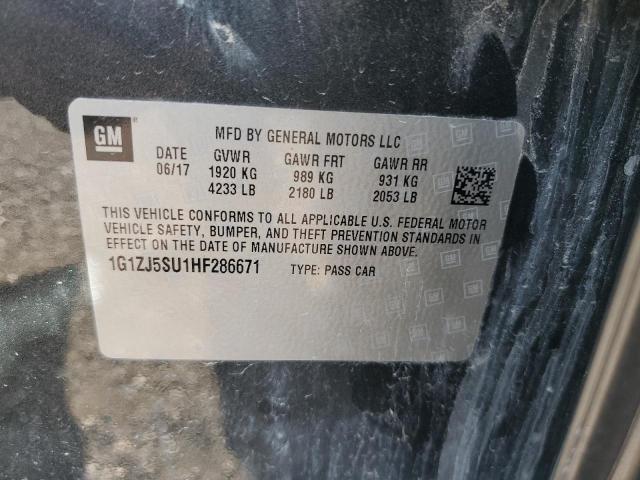 GM
MFD BY GENERAL MOTORS LLC
DATE GVWR GAWR FRT GAWR RR
06/17 1920 KG 989 KG 931 KG
4233 LB 2180 LB 2053 LB
THIS VEHICLE CONFORMS TO ALL APPLICABLE U.S. FEDERAL MOTOR
VEHICLE SAFETY, BUMPER, AND THEFT PREVENTION STANDARDS IN
EFFECT ON THE DATE OF MANUFACTURE SHOWN ABOVE.
1G1ZJ5SU1HF286671 TYPE: PASS CAR